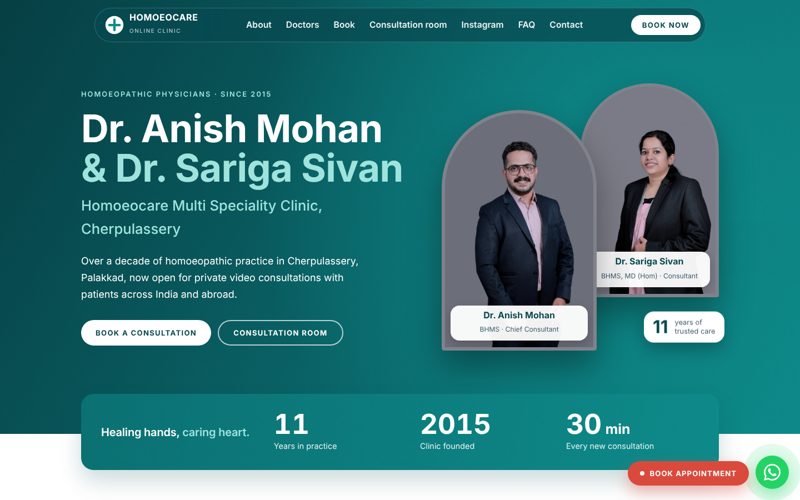 HOMOEOCARE
ONLINE CLINIC
About
Doctors
Book
Consultation room
Instagram
FAQ
Contact
BOOK NOW
HOMOEOPATHIC PHYSICIANS · SINCE 2015
Dr. Anish Mohan
& Dr. Sariga Sivan
Homoeocare Multi Speciality Clinic,
Cherpulassery
Over a decade of homoeopathic practice in Cherpulassery,
Palakkad, now open for private video consultations with
patients across India and abroad.
BOOK A CONSULTATION
CONSULTATION ROOM
Dr. Sariga Sivan
BHMS, MD (Hom) · Consultant
Dr. Anish Mohan
BHMS · Chief Consultant
11 years of
trusted care
Healing hands, caring heart.
11
Years in practice
2015
Clinic founded
30 min
Every new consultation
BOOK APPOINTMENT